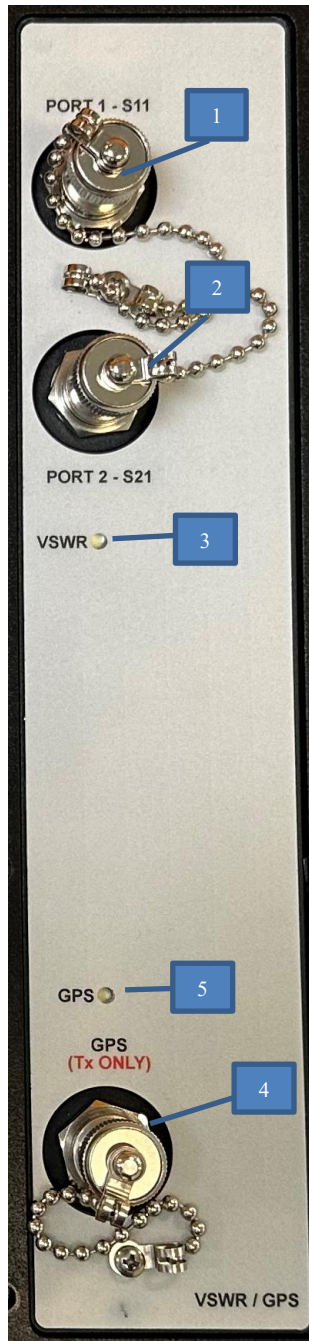 PORT 1 - S11
1
2
PORT 2 - S21
VSWR
3
GPS
5
GPS
(Tx ONLY)
4
VSWR / GPS